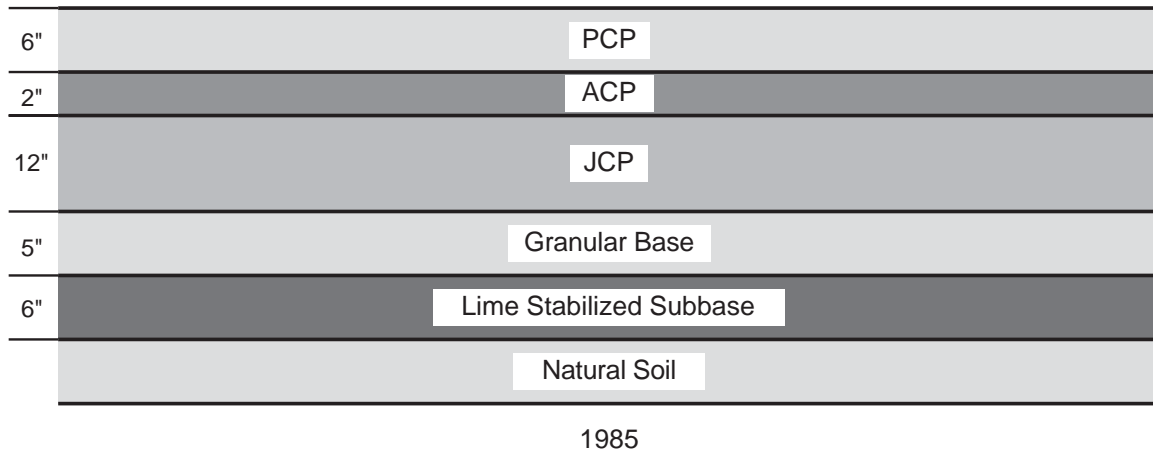 6" PCP
2" ACP
12" JCP
5" Granular Base
6" Lime Stabilized Subbase
Natural Soil
1985